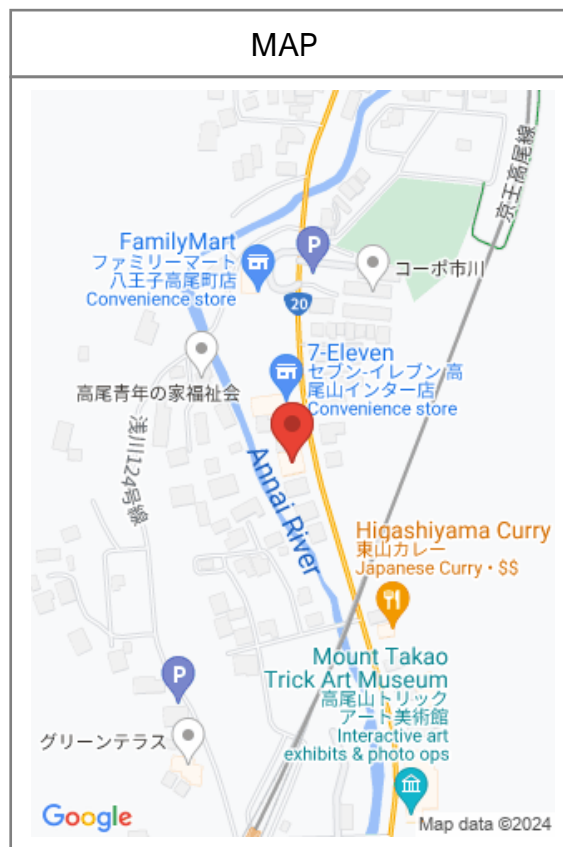 MAP
京王高尾線
FamilyMart
ファミリーマート
八王子高尾町店
Convenience store
P
コーポ市川
20
7-Eleven
セブン-イレブン 高
尾山インター店
Convenience store
高尾青年の家福祉会
浅川124号線
Annai River
Higashiyama Curry
東山カレー
Japanese Curry • $$
Mount Takao
Trick Art Museum
高尾山トリック
アート美術館
Interactive art
exhibits & photo ops
P
グリーンテラス
Google
Map data ©2024